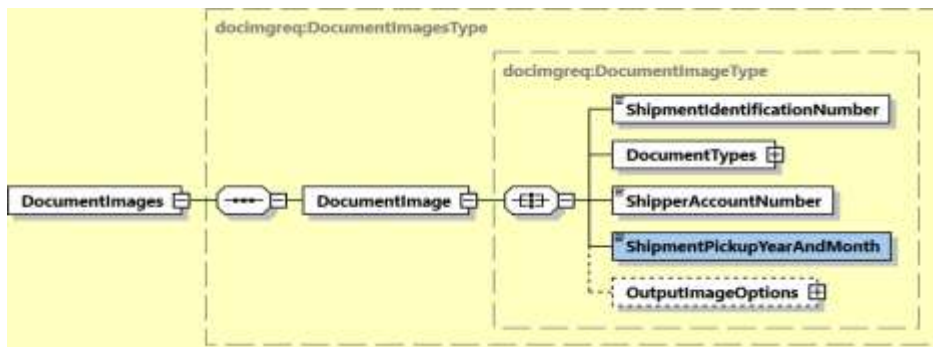 docimgreq:DocumentImagesType
docimgreq:DocumentImageType
ShipmentIdentificationNumber
DocumentTypes
DocumentImages
DocumentImage
ShipperAccountNumber
ShipmentPickupYearAndMonth
OutputImageOptions